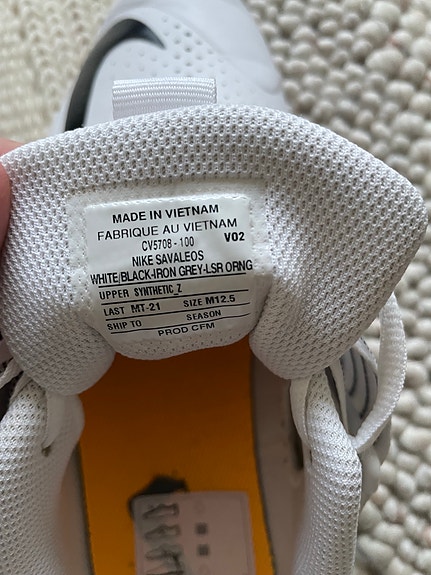 MADE IN VIETNAM
FABRIQUE AU VIETNAM
CV5708 - 100 V02
NIKE SAVALEOS
WHITE/BLACK-IRON GREY-LSR ORNG
UPPER SYNTHETIC_Z
LAST MT-21 SIZE M12.5
SHIP TO SEASON
PROD CFM